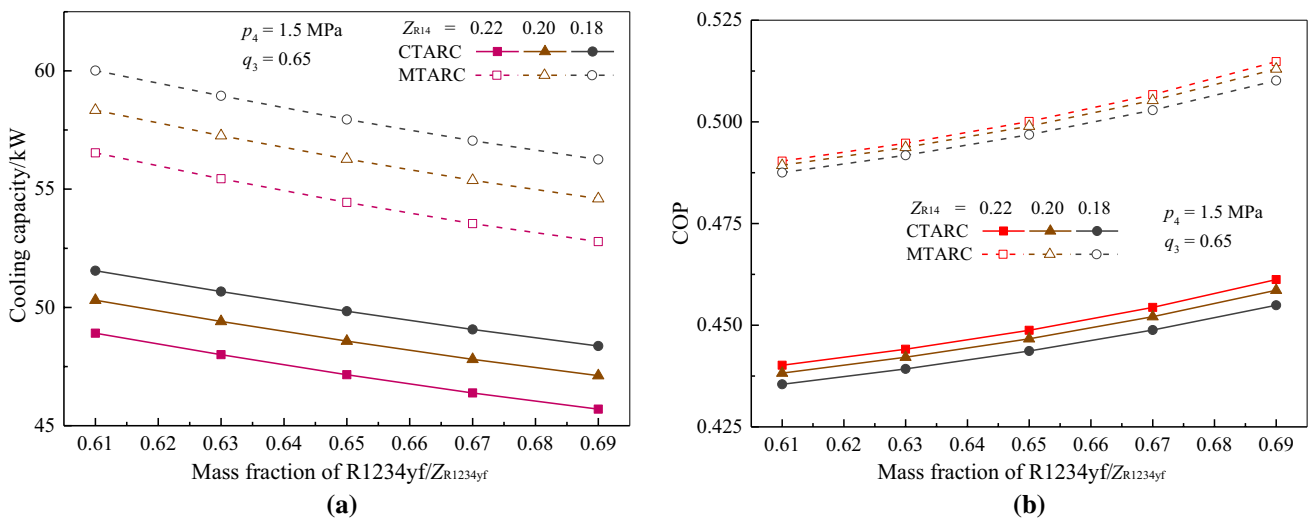 p4 = 1.5 MPa
q3 = 0.65
ZR14 = 0.22 0.20 0.18
CTARC
MTARC
Cooling capacity/kW
60
55
50
45
0.61 0.62 0.63 0.64 0.65 0.66 0.67 0.68 0.69
Mass fraction of R1234yf/ZR1234yf
(a)
COP
0.525
0.500
0.475
0.450
0.425
ZR14 = 0.22 0.20 0.18
CTARC
MTARC
p4 = 1.5 MPa
q3 = 0.65
0.61 0.62 0.63 0.64 0.65 0.66 0.67 0.68 0.69
Mass fraction of R1234yf/ZR1234yf
(b)